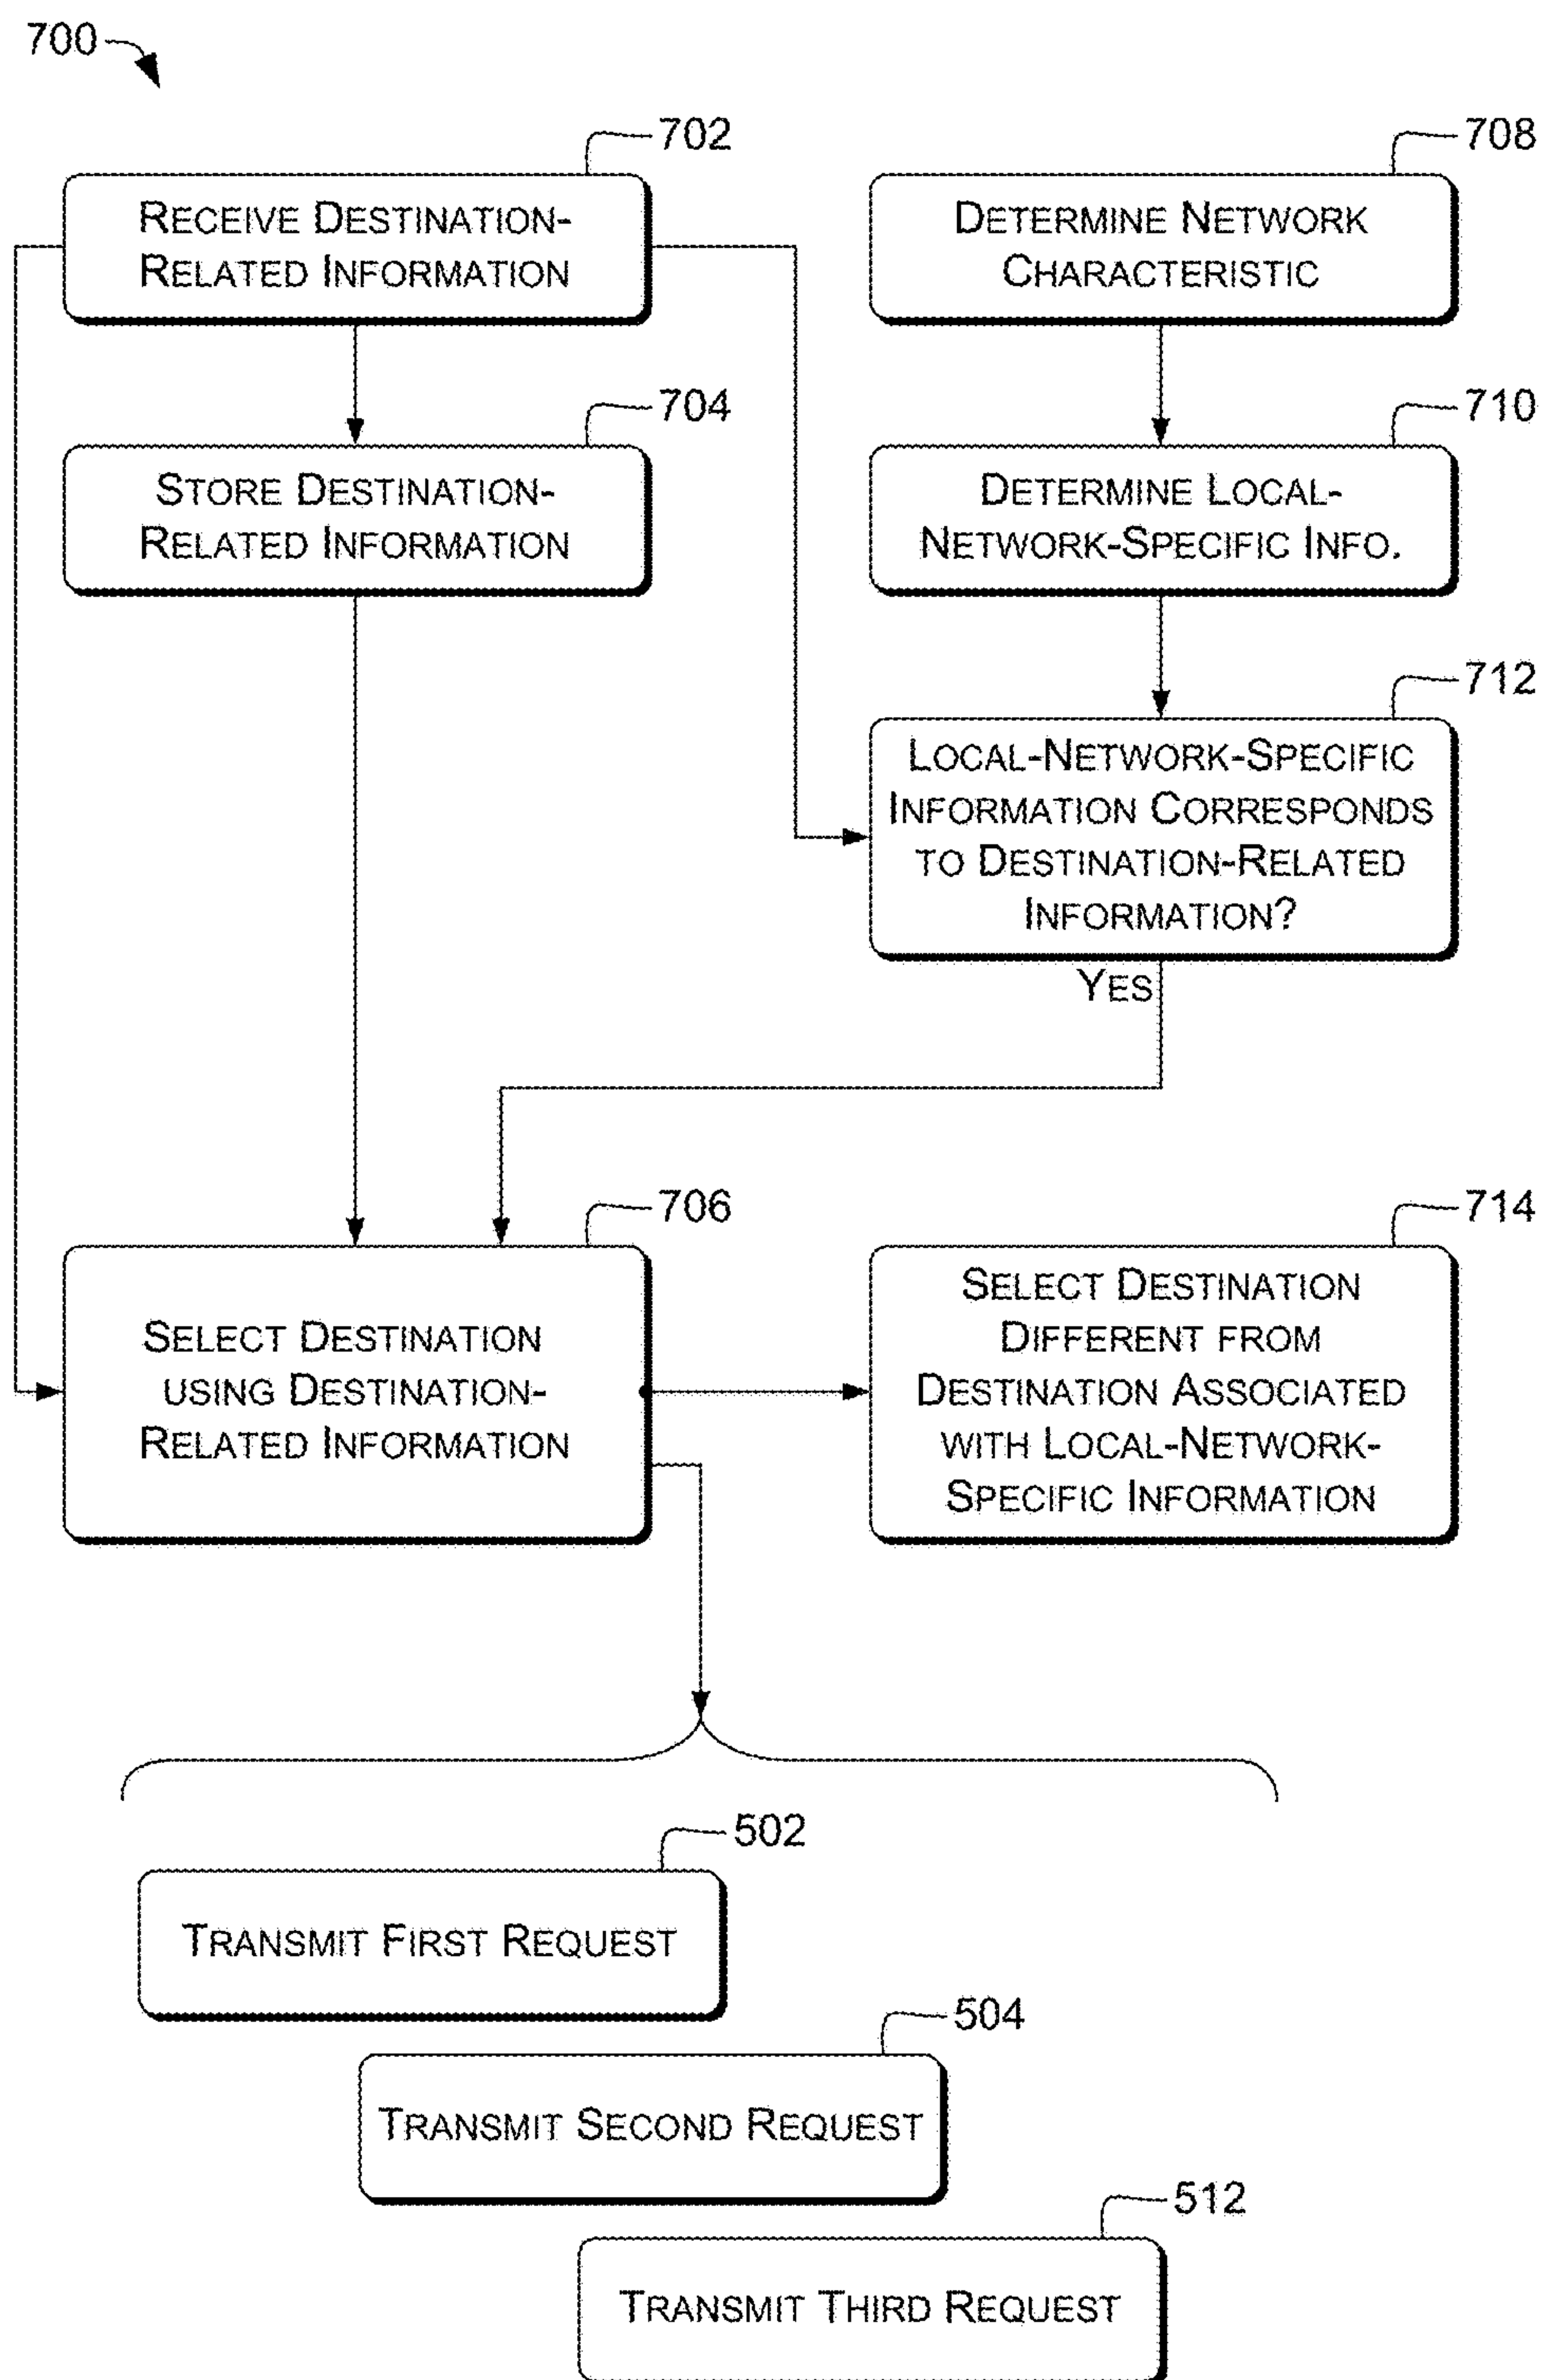 700
702
RECEIVE DESTINATION-
RELATED INFORMATION
708
DETERMINE NETWORK
CHARACTERISTIC
704
STORE DESTINATION-
RELATED INFORMATION
710
DETERMINE LOCAL-
NETWORK-SPECIFIC INFO.
712
LOCAL-NETWORK-SPECIFIC
INFORMATION CORRESPONDS
TO DESTINATION-RELATED
INFORMATION?
YES
706
SELECT DESTINATION
USING DESTINATION-
RELATED INFORMATION
714
SELECT DESTINATION
DIFFERENT FROM
DESTINATION ASSOCIATED
WITH LOCAL-NETWORK-
SPECIFIC INFORMATION
502
TRANSMIT FIRST REQUEST
504
TRANSMIT SECOND REQUEST
512
TRANSMIT THIRD REQUEST